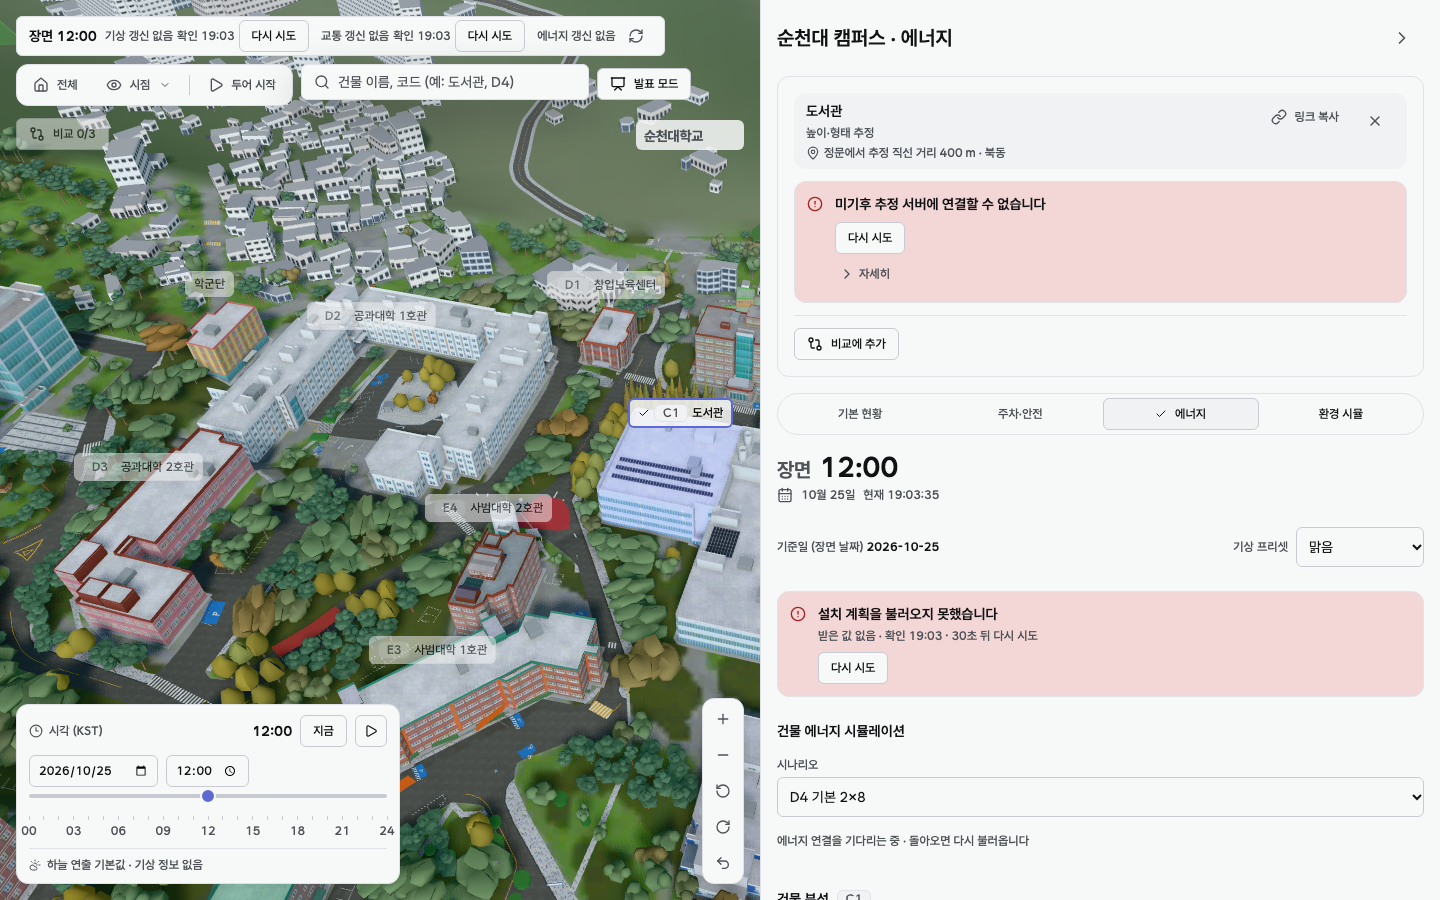 장면 12:00 기상 갱신 없음 확인 19:03 다시 시도 교통 갱신 없음 확인 19:03 다시 시도 에너지 갱신 없음
전체 시점 투어 시작
건물 이름, 코드 (예: 도서관, D4)
발표 모드
비교 0/3
순천대학교
학군단
D1 창업보육센터
D2 공과대학 1호관
C1 도서관
D3 공과대학 2호관
E4 사범대학 2호관
E3 사범대학 1호관
시각 (KST) 12:00 지금
2026/10/25 12:00
00 03 06 09 12 15 18 21 24
하늘 연출 기본값 · 기상 정보 없음
순천대 캠퍼스 · 에너지
도서관
링크 복사
높이·형태 추정
정문에서 추정 직선 거리 400 m · 북동
미기후 추정 서버에 연결할 수 없습니다
다시 시도
자세히
비교에 추가
기본 현황 주차·안전 에너지 환경 시뮬
장면 12:00
10월 25일 현재 19:03:35
기준일 (장면 날짜) 2026-10-25
기상 프리셋 맑음
설치 계획을 불러오지 못했습니다
받은 값 없음 · 확인 19:03 · 30초 뒤 다시 시도
다시 시도
건물 에너지 시뮬레이션
시나리오
D4 기본 2×8
에너지 연결을 기다리는 중 · 돌아오면 다시 불러옵니다
건물 분석 C1